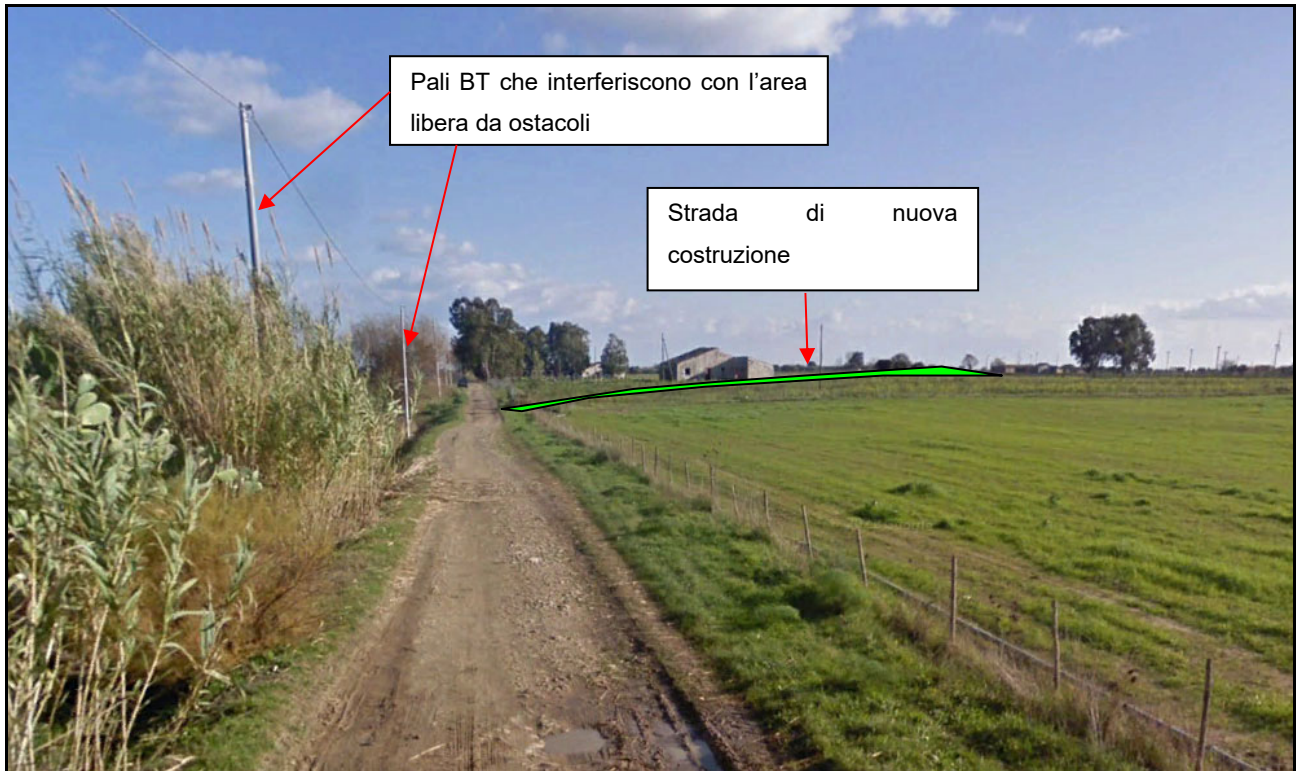 Pali BT che interferiscono con l'area
libera da ostacoli
Strada di nuova
costruzione